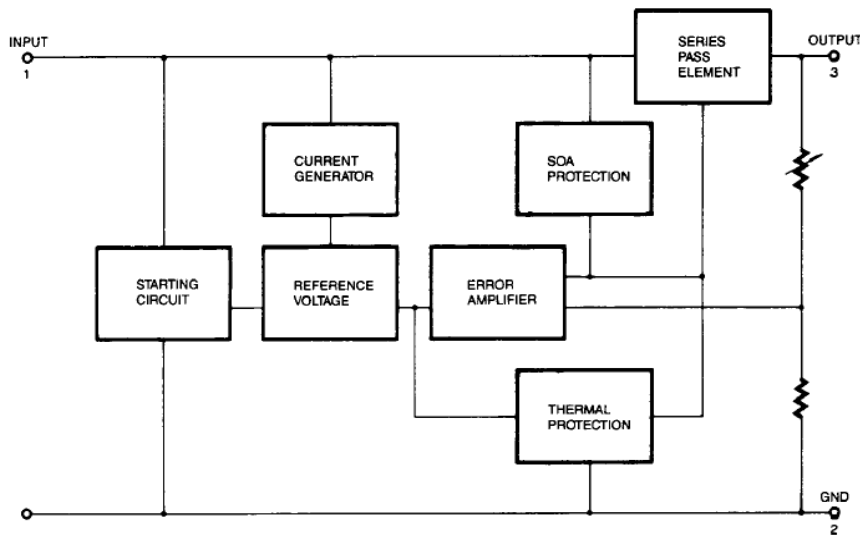 INPUT
1
SERIES
PASS
ELEMENT
OUTPUT
3
CURRENT
GENERATOR
SOA
PROTECTION
STARTING
CIRCUIT
REFERENCE
VOLTAGE
ERROR
AMPLIFIER
THERMAL
PROTECTION
GND
2